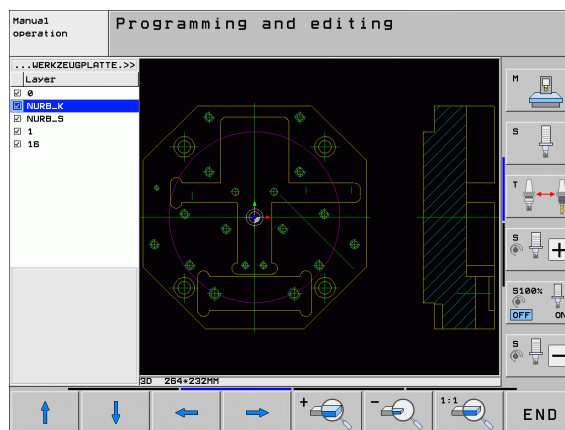 Manual
operation
Programming and editing
...WERKZEUGPLATTE.>>
Layer
0
NURB_K
NURB_S
1
16
M
S
T
S
+
S100%
OFF ON
S
-
3D 264*232MM
+
-
1:1
END